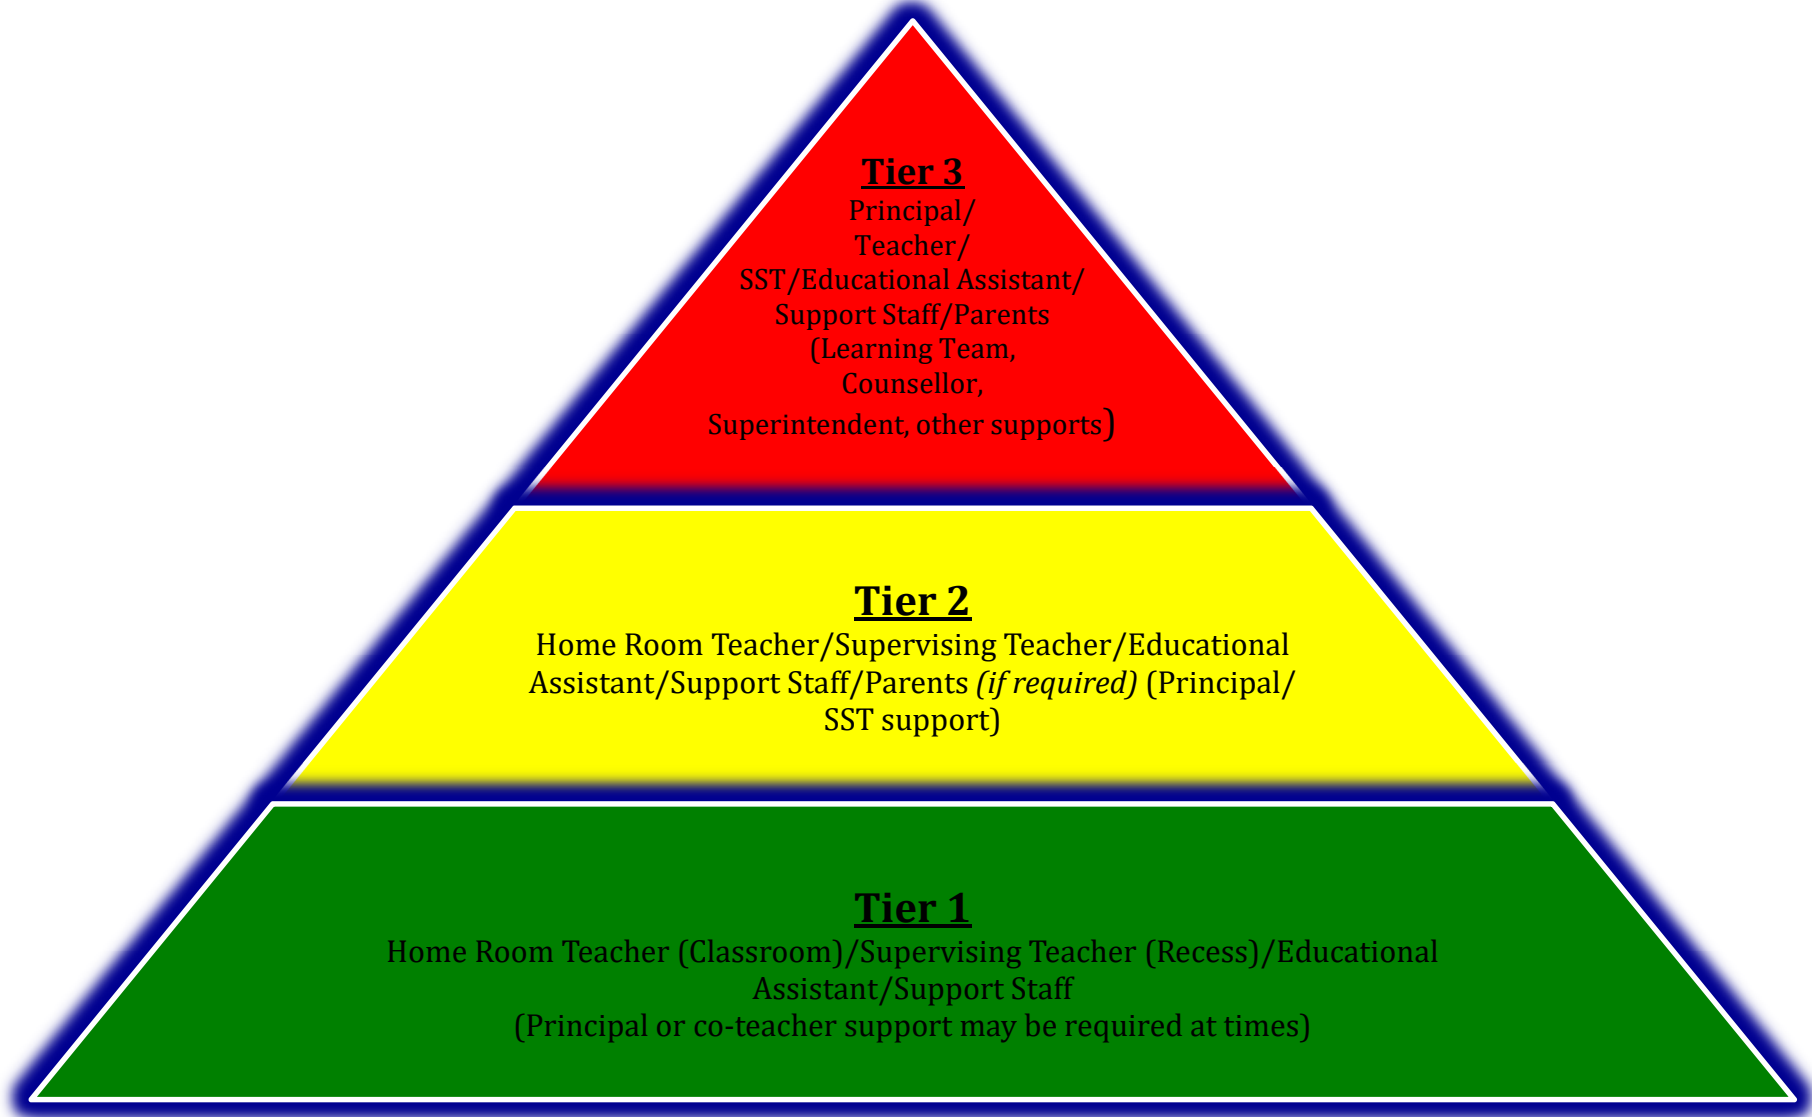 Tier 3
Principal/
Teacher/
SST/Educational Assistant/
Support Staff/Parents
(Learning Team,
Counsellor,
Superintendent, other supports)
Tier 2
Home Room Teacher/Supervising Teacher/Educational
Assistant/Support Staff/Parents (if required) (Principal/
SST support)
Tier 1
Home Room Teacher (Classroom)/Supervising Teacher (Recess)/Educational
Assistant/Support Staff
(Principal or co-teacher support may be required at times)